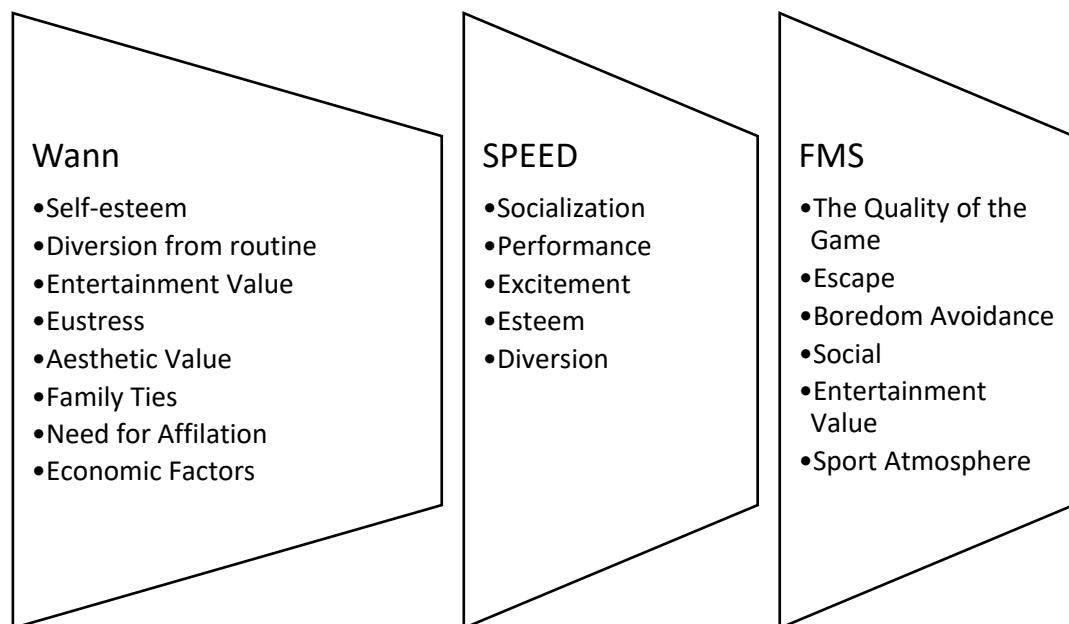 Wann
•Self-esteem
•Diversion from routine
•Entertainment Value
•Eustress
•Aesthetic Value
•Family Ties
•Need for Affilation
•Economic Factors
SPEED
•Socialization
•Performance
•Excitement
•Esteem
•Diversion
FMS
•The Quality of the
Game
•Escape
•Boredom Avoidance
•Social
•Entertainment
Value
•Sport Atmosphere